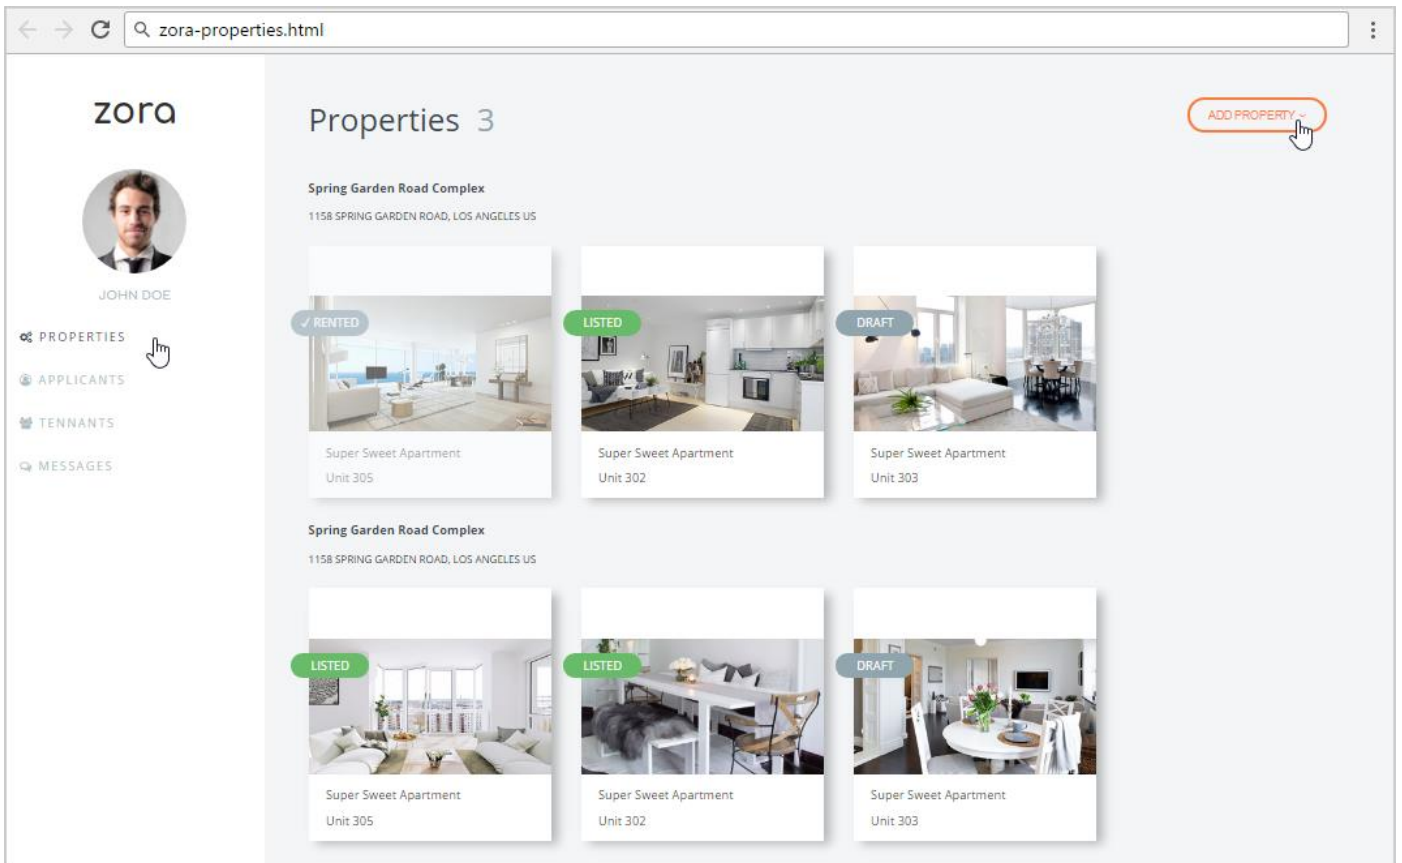 zora-properties.html
zora
JOHN DOE
PROPERTIES
APPLICANTS
TENNANTS
MESSAGES
Properties 3
ADD PROPERTY
Spring Garden Road Complex
1158 SPRING GARDEN ROAD, LOS ANGELES US
✓ RENTED
Super Sweet Apartment
Unit 305
LISTED
Super Sweet Apartment
Unit 302
DRAFT
Super Sweet Apartment
Unit 303
Spring Garden Road Complex
1158 SPRING GARDEN ROAD, LOS ANGELES US
LISTED
Super Sweet Apartment
Unit 305
LISTED
Super Sweet Apartment
Unit 302
DRAFT
Super Sweet Apartment
Unit 303